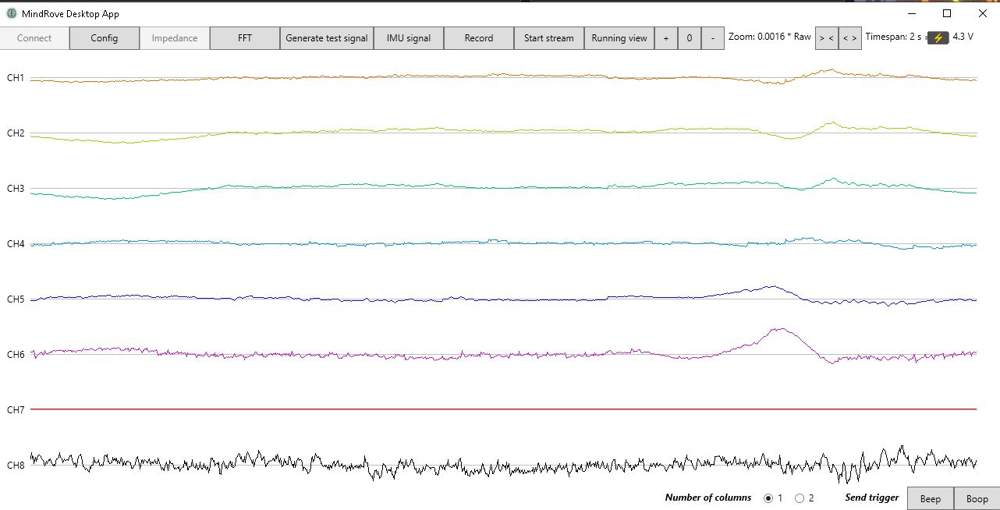 MindRove Desktop App
Connect Config Impedance FFT Generate test signal IMU signal Record Start stream Running view + 0 - Zoom: 0.0016 * Raw > < < > Timespan: 2 s 4.3 V
CH1
CH2
CH3
CH4
CH5
CH6
CH7
CH8
Number of columns 1 2 Send trigger Beep Boop